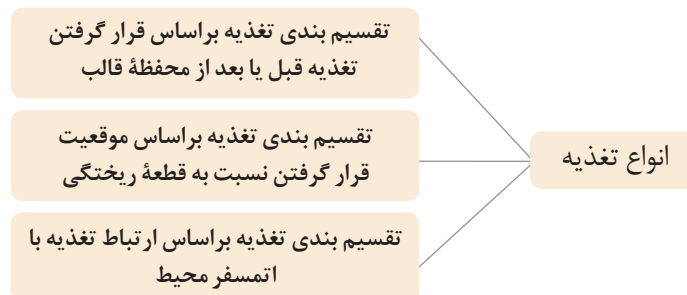 انواع تغذیه
تقسیم بندی تغذیه براساس قرار گرفتن
تغذیه قبل یا بعد از محفظهٔ قالب
تقسیم بندی تغذیه براساس موقعیت
قرار گرفتن نسبت به قطعهٔ ریختگی
تقسیم بندی تغذیه براساس ارتباط تغذیه با
اتمسفر محیط